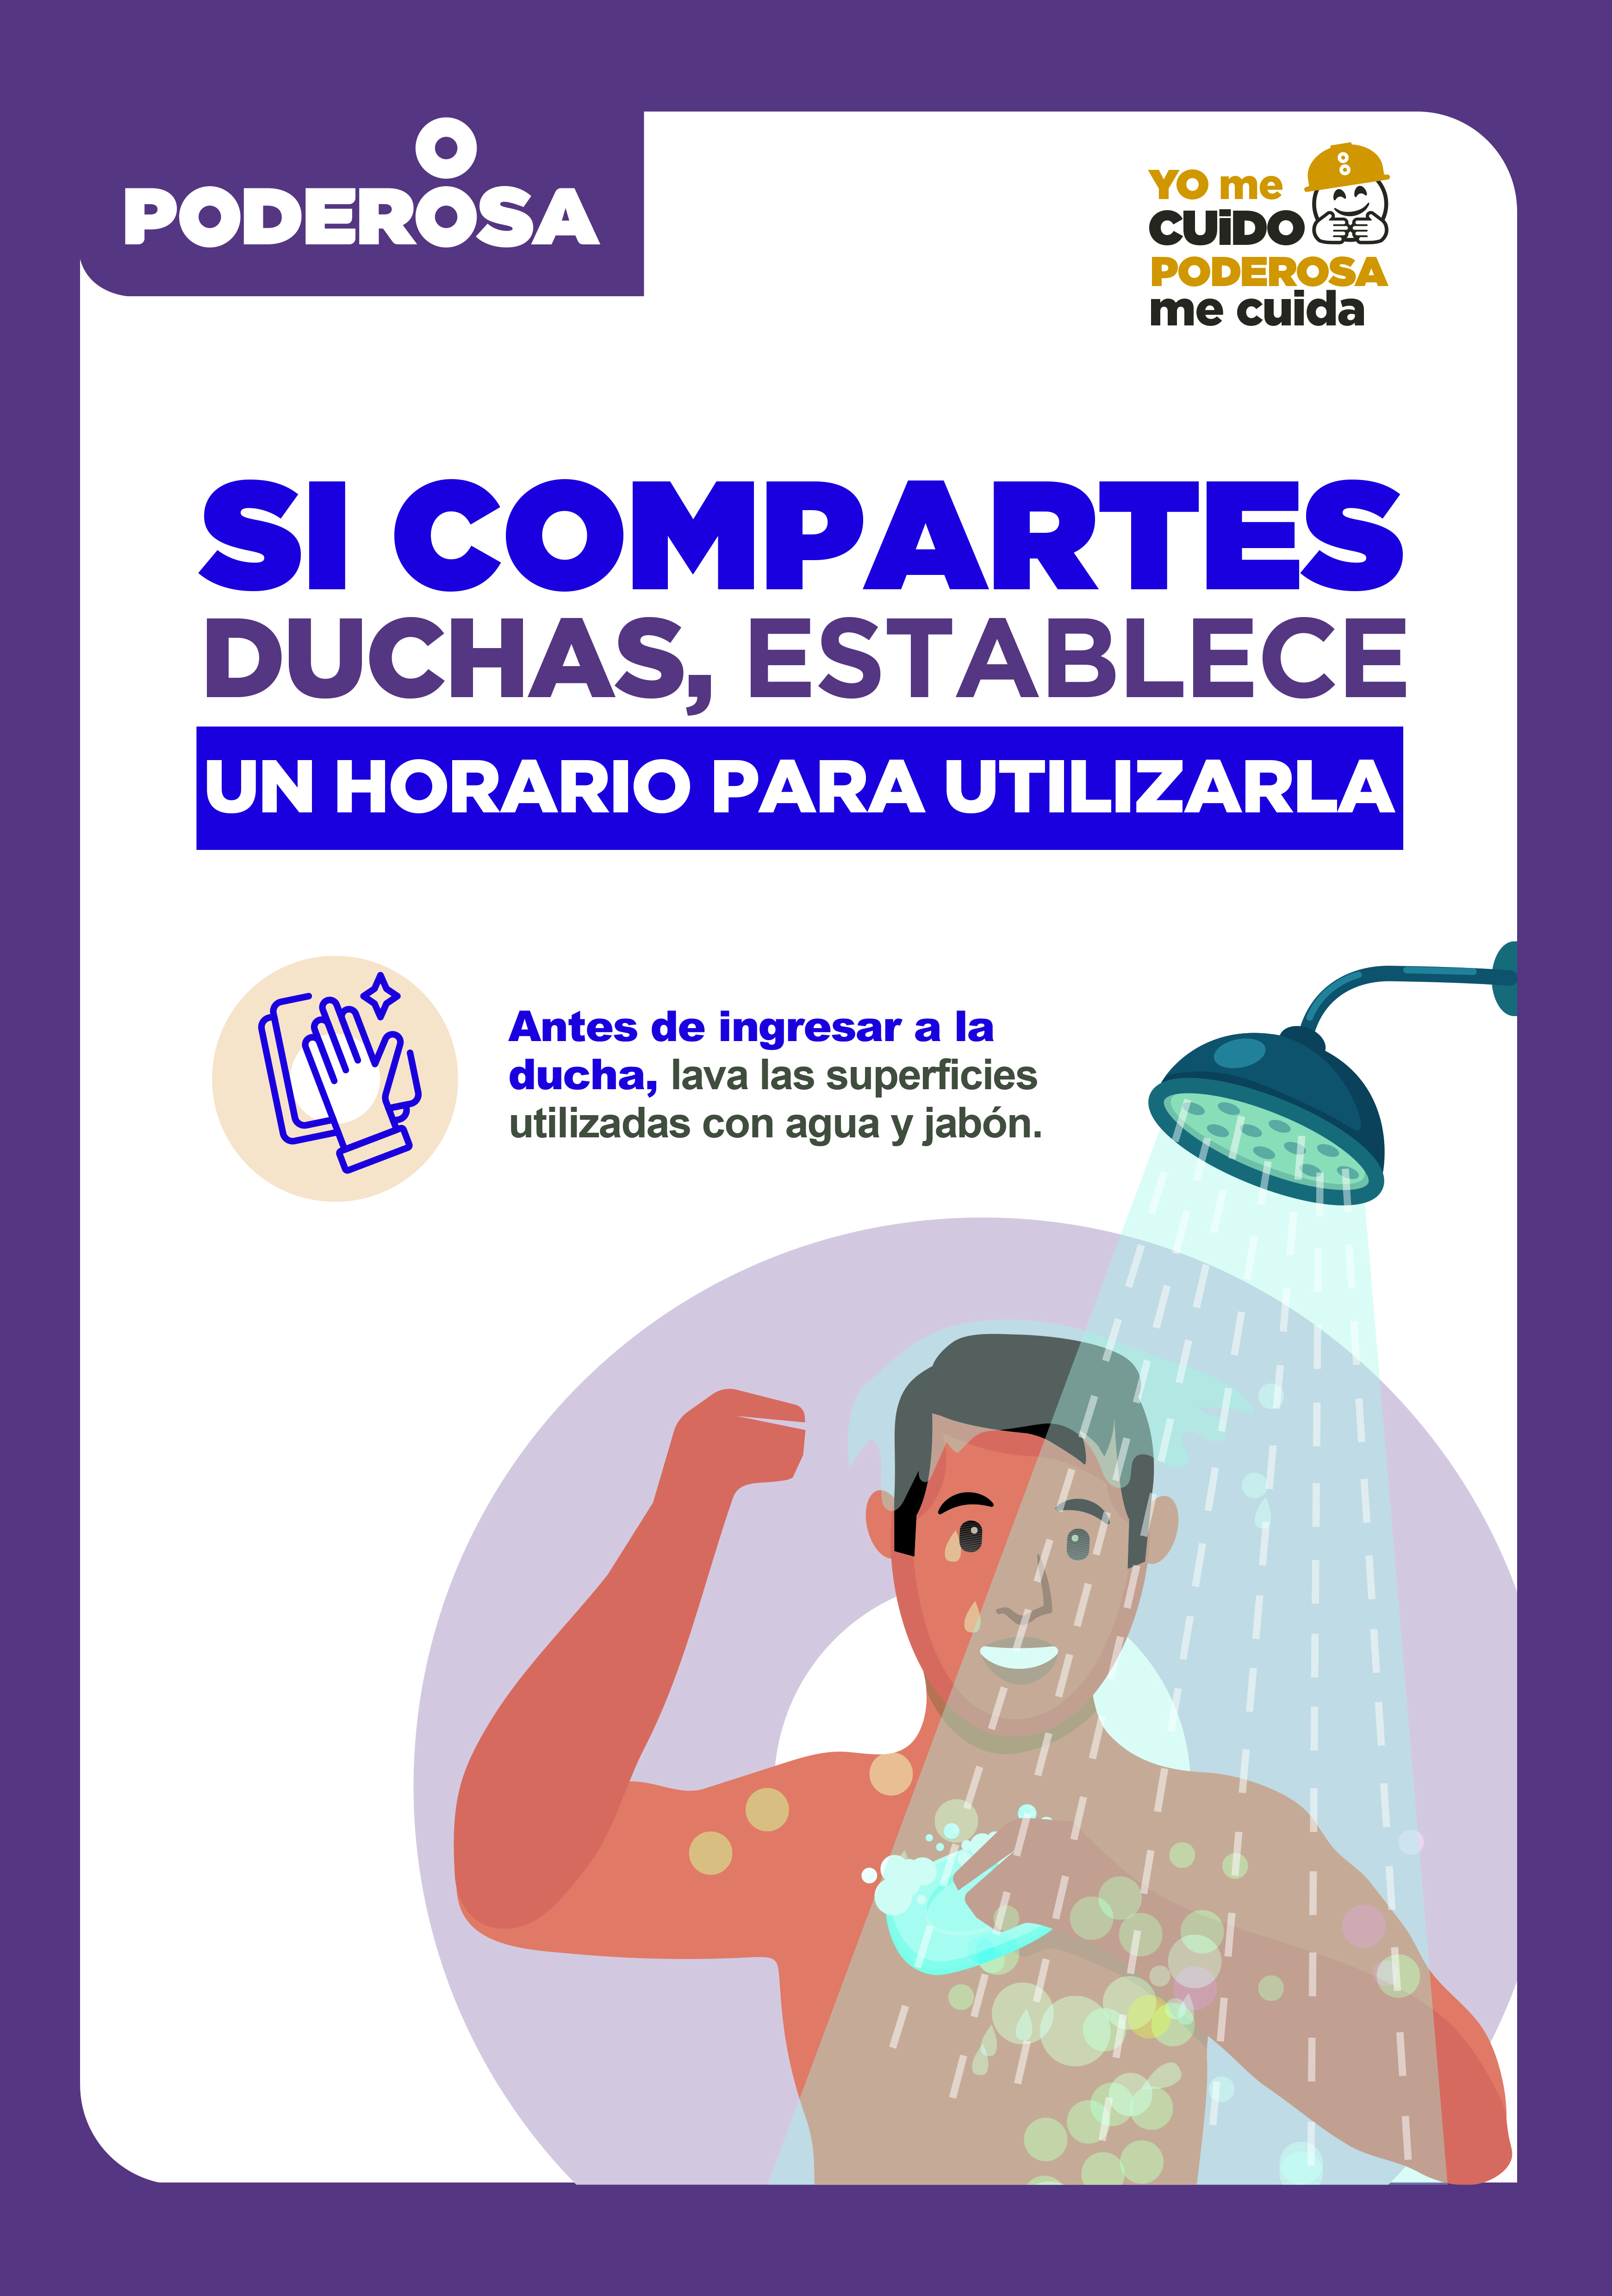 PODEROSA
YO me
CUiDO
PODEROSA
me cuida
SI COMPARTES
DUCHAS, ESTABLECE
UN HORARIO PARA UTILIZARLA
Antes de ingresar a la
ducha, lava las superficies
utilizadas con agua y jabón.